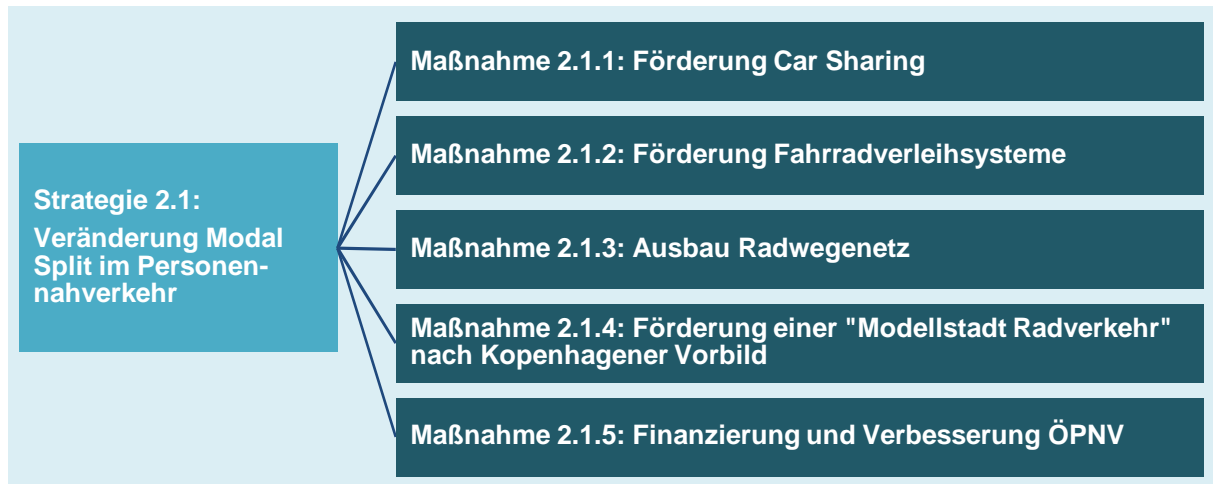 Strategie 2.1:
Veränderung Modal
Split im Personen-
nahverkehr
Maßnahme 2.1.1: Förderung Car Sharing
Maßnahme 2.1.2: Förderung Fahrradverleihsysteme
Maßnahme 2.1.3: Ausbau Radwegenetz
Maßnahme 2.1.4: Förderung einer "Modellstadt Radverkehr"
nach Kopenhagener Vorbild
Maßnahme 2.1.5: Finanzierung und Verbesserung ÖPNV